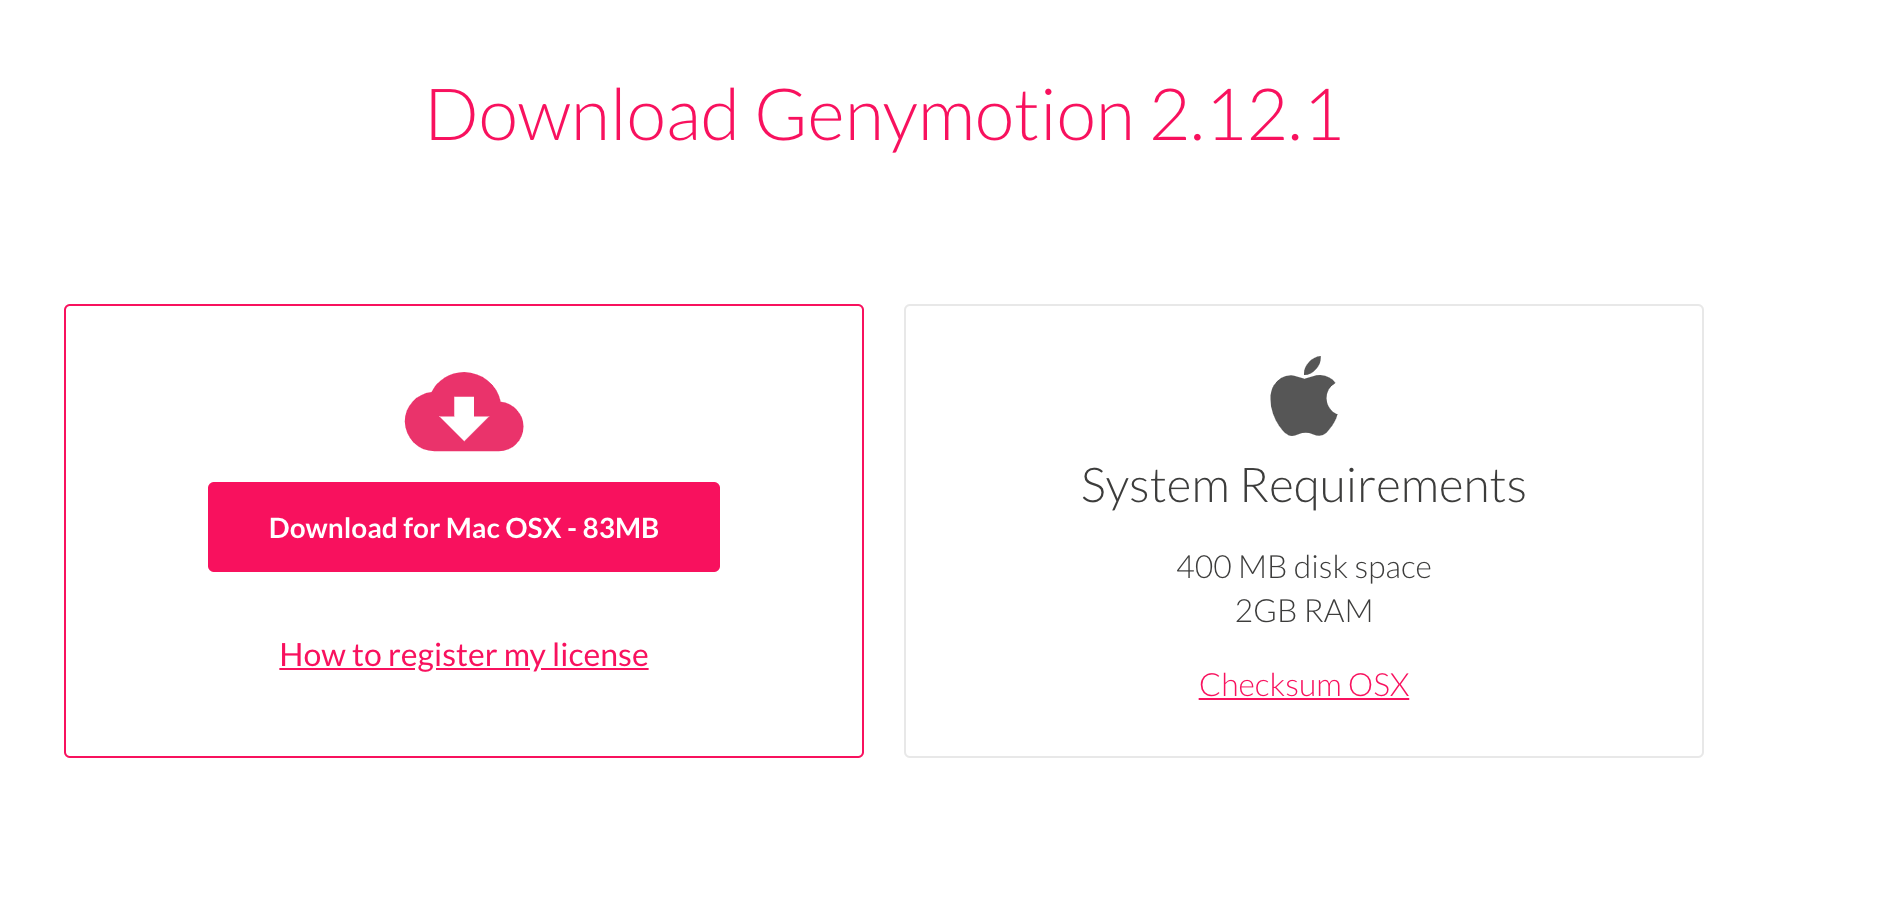 Download Genymotion 2.12.1
Download for Mac OSX - 83MB
How to register my license
System Requirements
400 MB disk space
2GB RAM
Checksum OSX